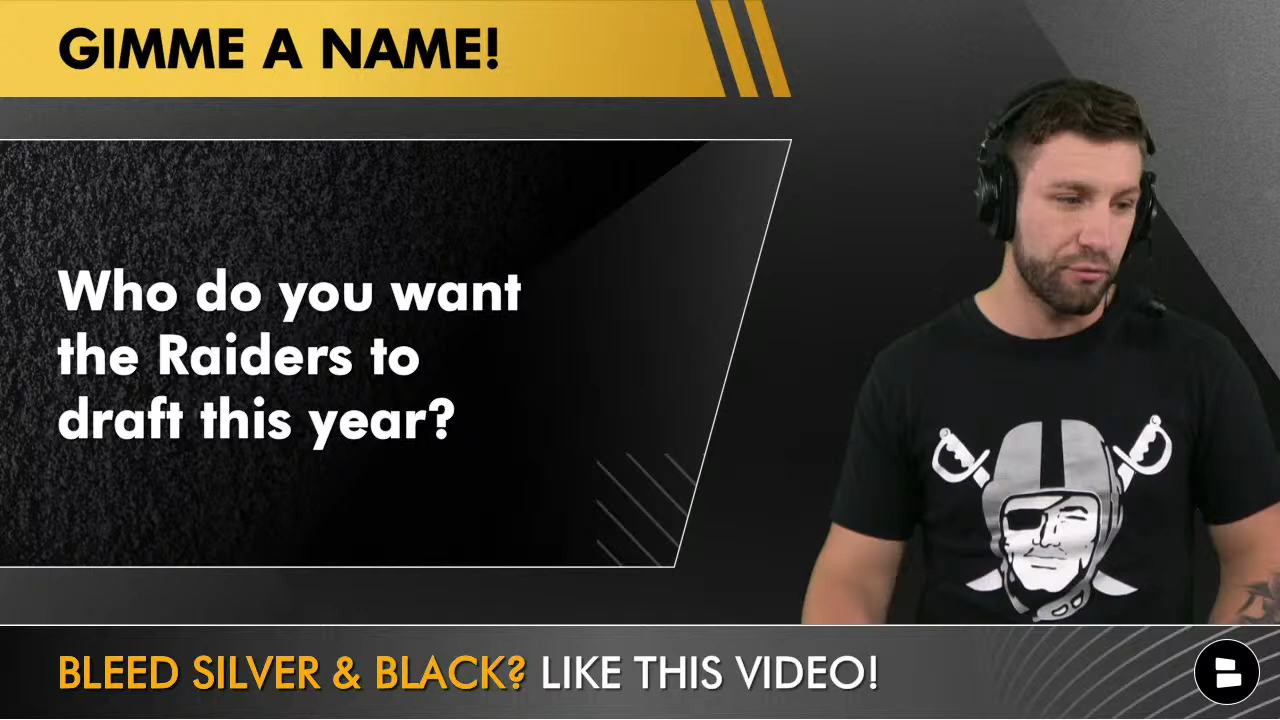 GIMME A NAME!
Who do you want
the Raiders to
draft this year?
BLEED SILVER & BLACK? LIKE THIS VIDEO!